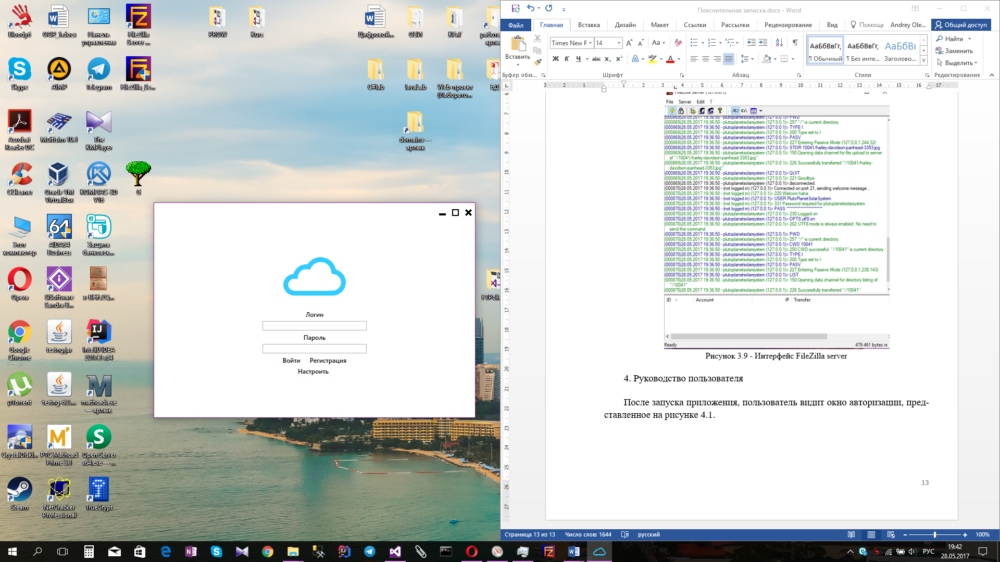 Bloody6
OOP_1.docx
Панель управления
FileZilla Server ...
PROW
Kurs
Цифровой...
ОЗИ
КГиГ
Skype
AIMP
Telegram
FileZilla_Se...
C#lab
JavaLab
Web-проект (Лаборато...
БД
Acrobat Reader DC
Multisim 10.1
The KMPlayer
domains — ярлык
CCleaner
Oracle VM VirtualBox
КОМПАС-3D V16
G
Этот компьютер
AIDA64 Business
Защита банковск...
Opera
SiSoftware Sandra B...
Google Chrome
testng.jar
IntelliJ IDEA 2017.1 x64
µTorrent
testng-6.8....
mathcad.exe — ярлык
CrystalDiskI...
PTC Mathcad Prime 3.1
Open Server x64.exe — ...
Steam
NetCracker Professional
TrueCrypt
Логин
Пароль
Войти Регистрация
Настроить
Пояснительная записка.docx - Word
Файл Главная Вставка Дизайн Макет Ссылки Рассылки Рецензирование Вид Andrey Ole... Общий доступ
Вставить
Times New R 14
Ж К Ч abc x₂ x²
АаБбВвГг, АаБбВвГг, АаБбВв
¶ Обычный ¶ Без инте... Заголово...
Найти
Заменить
Выделить
Буфер обм... Шрифт Абзац Стили Редактирование
File Server Edit ?
(000869)28.05.2017 19:36:50 - plutoplanetsolarsystem (127.0.0.1)> PWD
(000869)28.05.2017 19:36:50 - plutoplanetsolarsystem (127.0.0.1)> 257 "/" is current directory.
(000869)28.05.2017 19:36:50 - plutoplanetsolarsystem (127.0.0.1)> TYPE I
(000869)28.05.2017 19:36:50 - plutoplanetsolarsystem (127.0.0.1)> 200 Type set to I
(000869)28.05.2017 19:36:50 - plutoplanetsolarsystem (127.0.0.1)> PASV
(000869)28.05.2017 19:36:50 - plutoplanetsolarsystem (127.0.0.1)> 227 Entering Passive Mode (127,0,0,1,244,32)
(000869)28.05.2017 19:36:50 - plutoplanetsolarsystem (127.0.0.1)> STOR 10041/harley-davidson-panhead-3353.jpg
(000869)28.05.2017 19:36:50 - plutoplanetsolarsystem (127.0.0.1)> 150 Opening data channel for file upload to server
of "/10041/harley-davidson-panhead-3353.jpg"
(000869)28.05.2017 19:36:50 - plutoplanetsolarsystem (127.0.0.1)> 226 Successfully transferred "/10041/harley-
davidson-panhead-3353.jpg"
(000869)28.05.2017 19:36:50 - plutoplanetsolarsystem (127.0.0.1)> QUIT
(000869)28.05.2017 19:36:50 - plutoplanetsolarsystem (127.0.0.1)> 221 Goodbye
(000869)28.05.2017 19:36:50 - plutoplanetsolarsystem (127.0.0.1)> disconnected.
(000870)28.05.2017 19:36:50 - (not logged in) (127.0.0.1)> Connected on port 21, sending welcome message...
(000870)28.05.2017 19:36:50 - (not logged in) (127.0.0.1)> 220 Welcom haha
(000870)28.05.2017 19:36:50 - (not logged in) (127.0.0.1)> USER PlutoPlanetSolarSystem
(000870)28.05.2017 19:36:50 - (not logged in) (127.0.0.1)> 331 Password required for plutoplanetsolarsystem
(000870)28.05.2017 19:36:50 - (not logged in) (127.0.0.1)> PASS **********************
(000870)28.05.2017 19:36:50 - plutoplanetsolarsystem (127.0.0.1)> 230 Logged on
(000870)28.05.2017 19:36:50 - plutoplanetsolarsystem (127.0.0.1)> OPTS utf8 on
(000870)28.05.2017 19:36:50 - plutoplanetsolarsystem (127.0.0.1)> 202 UTF8 mode is always enabled. No need to
send this command.
(000870)28.05.2017 19:36:50 - plutoplanetsolarsystem (127.0.0.1)> PWD
(000870)28.05.2017 19:36:50 - plutoplanetsolarsystem (127.0.0.1)> 257 "/" is current directory.
(000870)28.05.2017 19:36:50 - plutoplanetsolarsystem (127.0.0.1)> CWD 10041
(000870)28.05.2017 19:36:50 - plutoplanetsolarsystem (127.0.0.1)> 250 CWD successful. "/10041" is current directory.
(000870)28.05.2017 19:36:50 - plutoplanetsolarsystem (127.0.0.1)> TYPE I
(000870)28.05.2017 19:36:50 - plutoplanetsolarsystem (127.0.0.1)> 200 Type set to I
(000870)28.05.2017 19:36:50 - plutoplanetsolarsystem (127.0.0.1)> PASV
(000870)28.05.2017 19:36:50 - plutoplanetsolarsystem (127.0.0.1)> 227 Entering Passive Mode (127,0,0,1,238,143)
(000870)28.05.2017 19:36:50 - plutoplanetsolarsystem (127.0.0.1)> LIST
(000870)28.05.2017 19:36:50 - plutoplanetsolarsystem (127.0.0.1)> 150 Opening data channel for directory listing of
"/10041"
(000870)28.05.2017 19:36:50 - plutoplanetsolarsystem (127.0.0.1)> 226 Successfully transferred "/10041"
ID Account IP Transfer
Ready 479 461 bytes re
Рисунок 3.9 - Интерфейс FileZilla server
4. Руководство пользователя
После запуска приложения, пользователь видит окно авторизации, пред-
ставленное на рисунке 4.1.
13
Страница 13 из 13 Число слов: 1644 русский 100%
РУС 19:42
28.05.2017